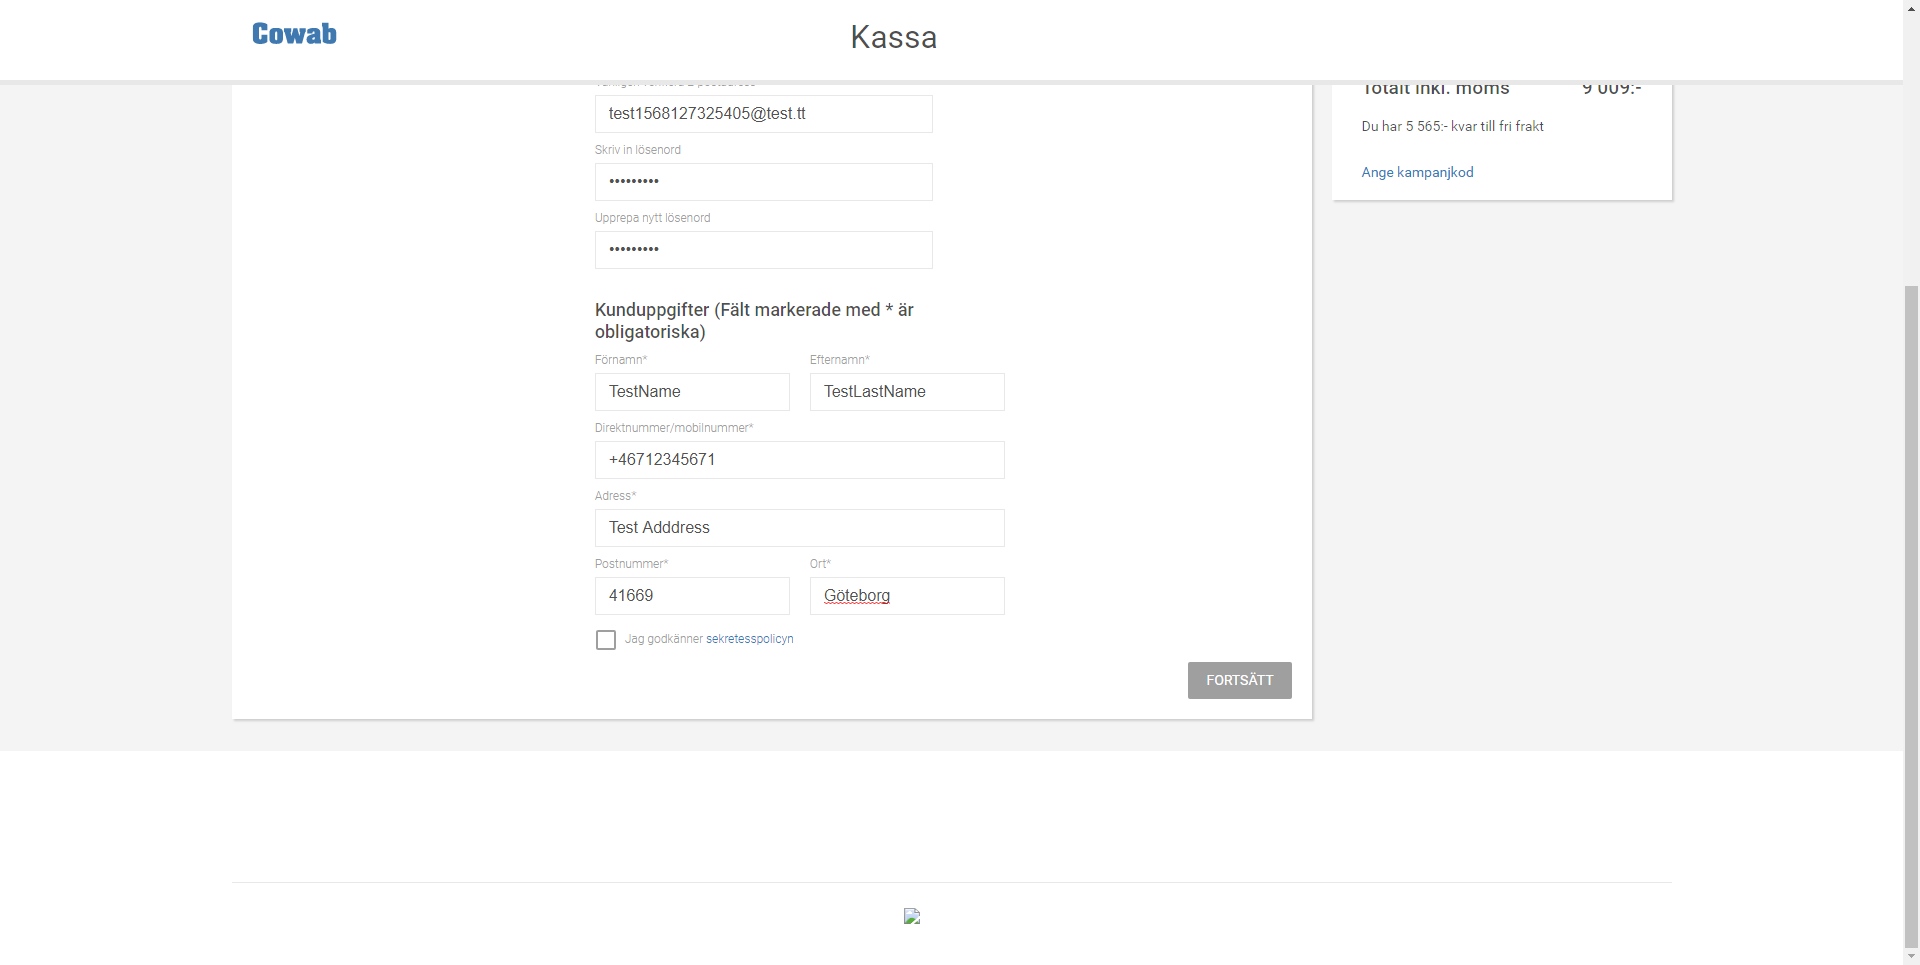 Cowab
Kassa
test1568127325405@test.tt
Skriv in lösenord
•••••••••
Upprepa nytt lösenord
•••••••••
Kunduppgifter (Fält markerade med * är
obligatoriska)
Förnamn*
Efternamn*
TestName
TestLastName
Direktnummer/mobilnummer*
+46712345671
Adress*
Test Adddress
Postnummer*
Ort*
41669
Göteborg
Jag godkänner sekretesspolicyn
FORTSÄTT
Totalt inkl. moms 9 009:-
Du har 5 565:- kvar till fri frakt
Ange kampanjkod